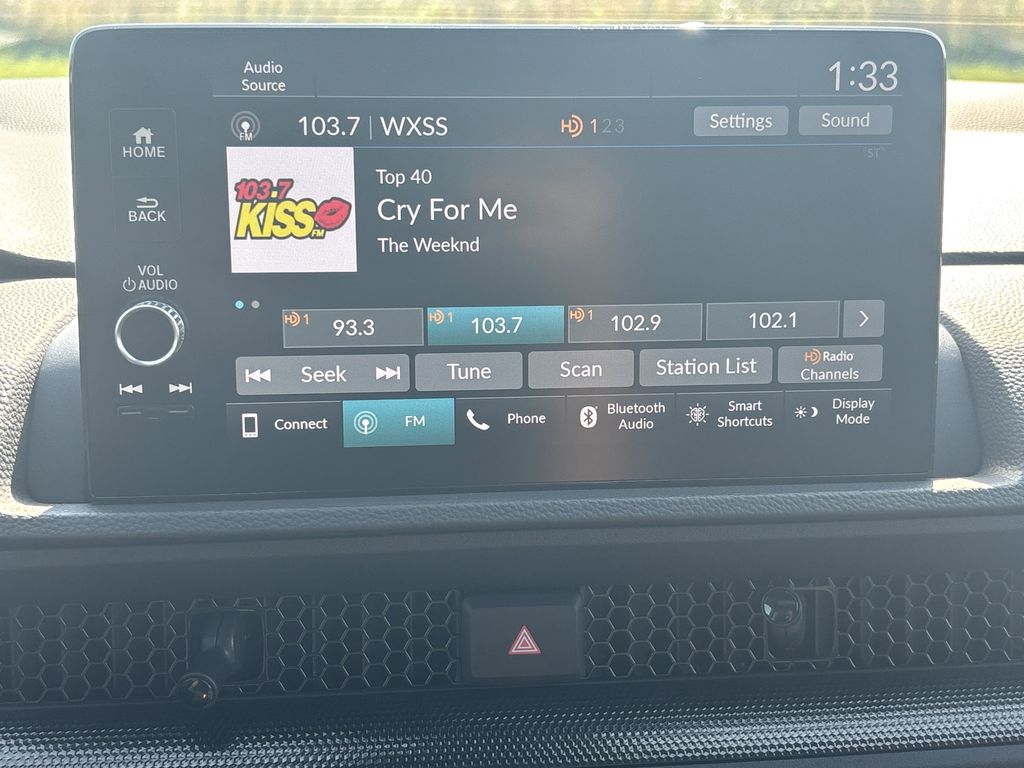 Audio
Source
1:33
HOME
BACK
VOL
AUDIO
FM
103.7 | WXSS
HD 1 2 3
Settings
Sound
"ST"
103.7
KISS
FM
Top 40
Cry For Me
The Weeknd
HD 1 93.3
HD 1 103.7
HD 1 102.9
102.1
Seek
Tune
Scan
Station List
HD Radio
Channels
Connect
FM
Phone
Bluetooth
Audio
Smart
Shortcuts
Display
Mode